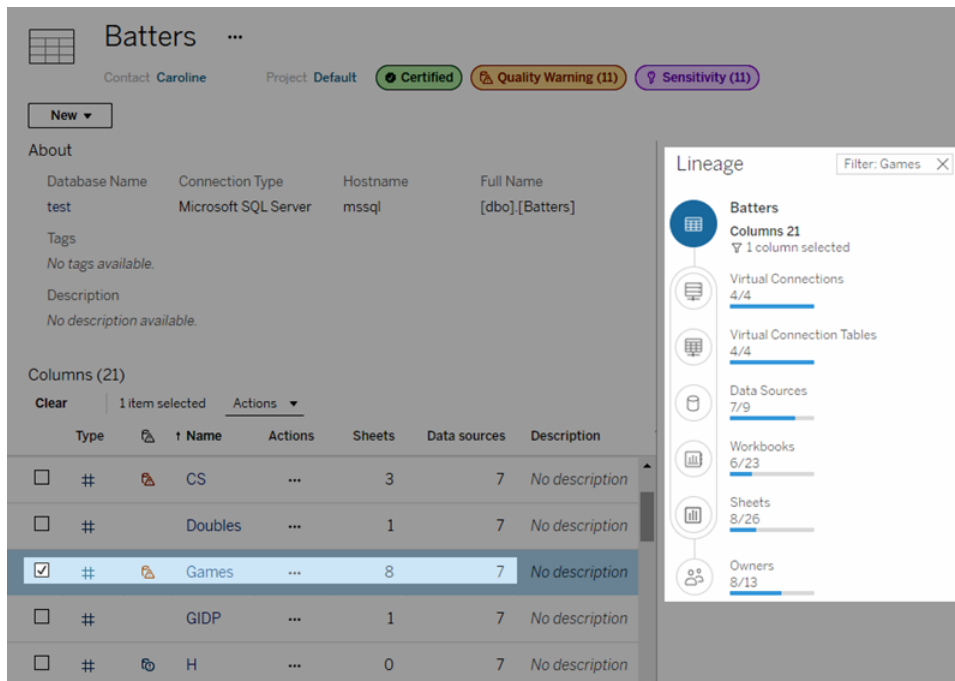 Batters ...
Contact Caroline Project Default Certified Quality Warning (11) Sensitivity (11)
New
About
Database Name Connection Type Hostname Full Name
test Microsoft SQL Server mssql [dbo].[Batters]
Tags
No tags available.
Description
No description available.
Columns (21)
Clear 1 item selected Actions
Type ↑ Name Actions Sheets Data sources Description
# CS ... 3 7 No description
# Doubles ... 1 7 No description
# Games ... 8 7 No description
# GIDP ... 1 7 No description
# H ... 0 7 No description
Lineage Filter: Games
Batters
Columns 21
1 column selected
Virtual Connections
4/4
Virtual Connection Tables
4/4
Data Sources
7/9
Workbooks
6/23
Sheets
8/26
Owners
8/13